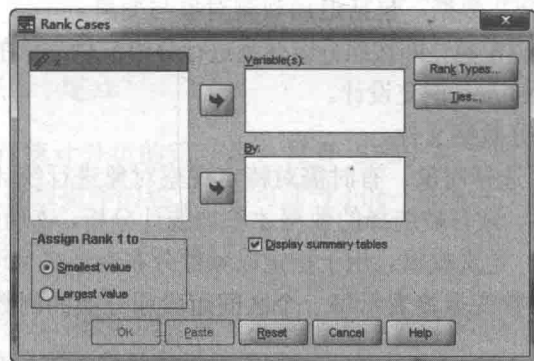 Rank Cases
x
Variable(s):
Rank Types...
Ties...
By:
Assign Rank 1 to
Smallest value
Largest value
Display summary tables
OK
Paste
Reset
Cancel
Help